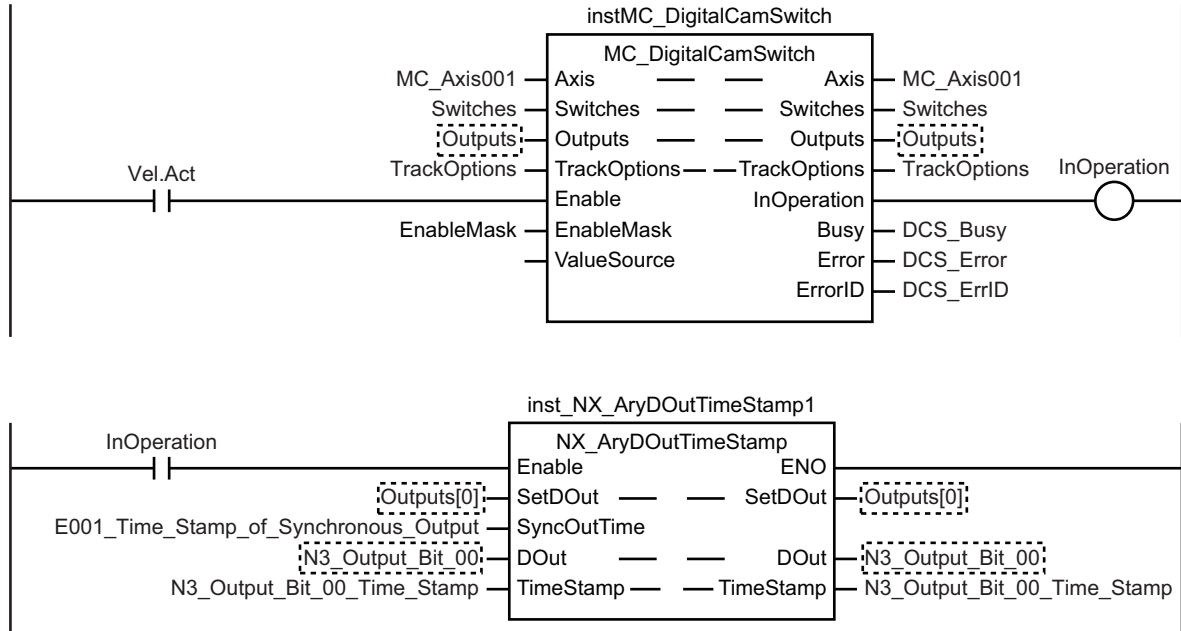 instMC_DigitalCamSwitch
MC_DigitalCamSwitch
MC_Axis001 Axis Axis MC_Axis001
Switches Switches Switches Switches
Outputs Outputs Outputs Outputs
TrackOptions TrackOptions TrackOptions TrackOptions
Vel.Act Enable InOperation InOperation
EnableMask EnableMask Busy DCS_Busy
ValueSource Error DCS_Error
ErrorID DCS_ErrID
inst_NX_AryDOutTimeStamp1
NX_AryDOutTimeStamp
InOperation Enable ENO
Outputs[0] SetDOut SetDOut Outputs[0]
E001_Time_Stamp_of_Synchronous_Output SyncOutTime
N3_Output_Bit_00 DOut DOut N3_Output_Bit_00
N3_Output_Bit_00_Time_Stamp TimeStamp TimeStamp N3_Output_Bit_00_Time_Stamp